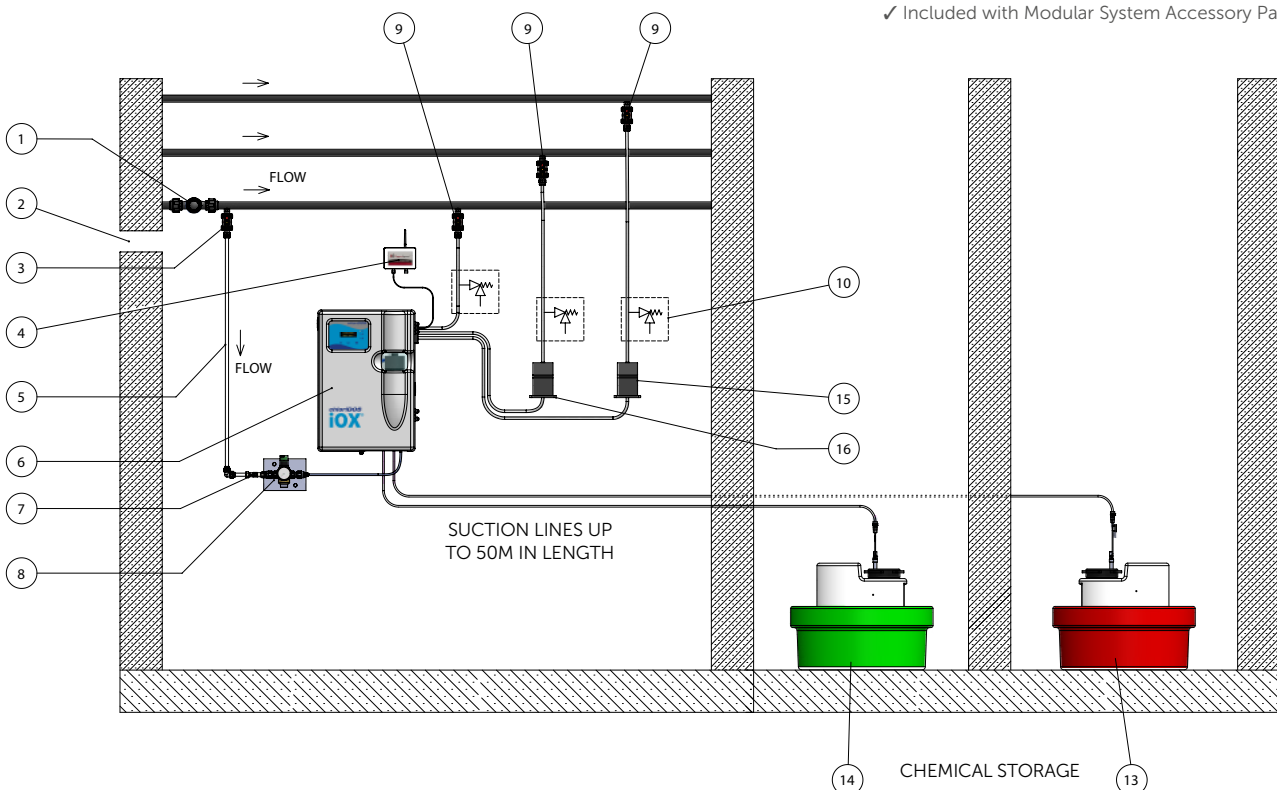 ✓ Included with Modular System Accessory Pa
9
9
9
1
FLOW
2
3
10
4
FLOW
5
15
iOX
16
6
7
SUCTION LINES UP
TO 50M IN LENGTH
8
14
CHEMICAL STORAGE
13